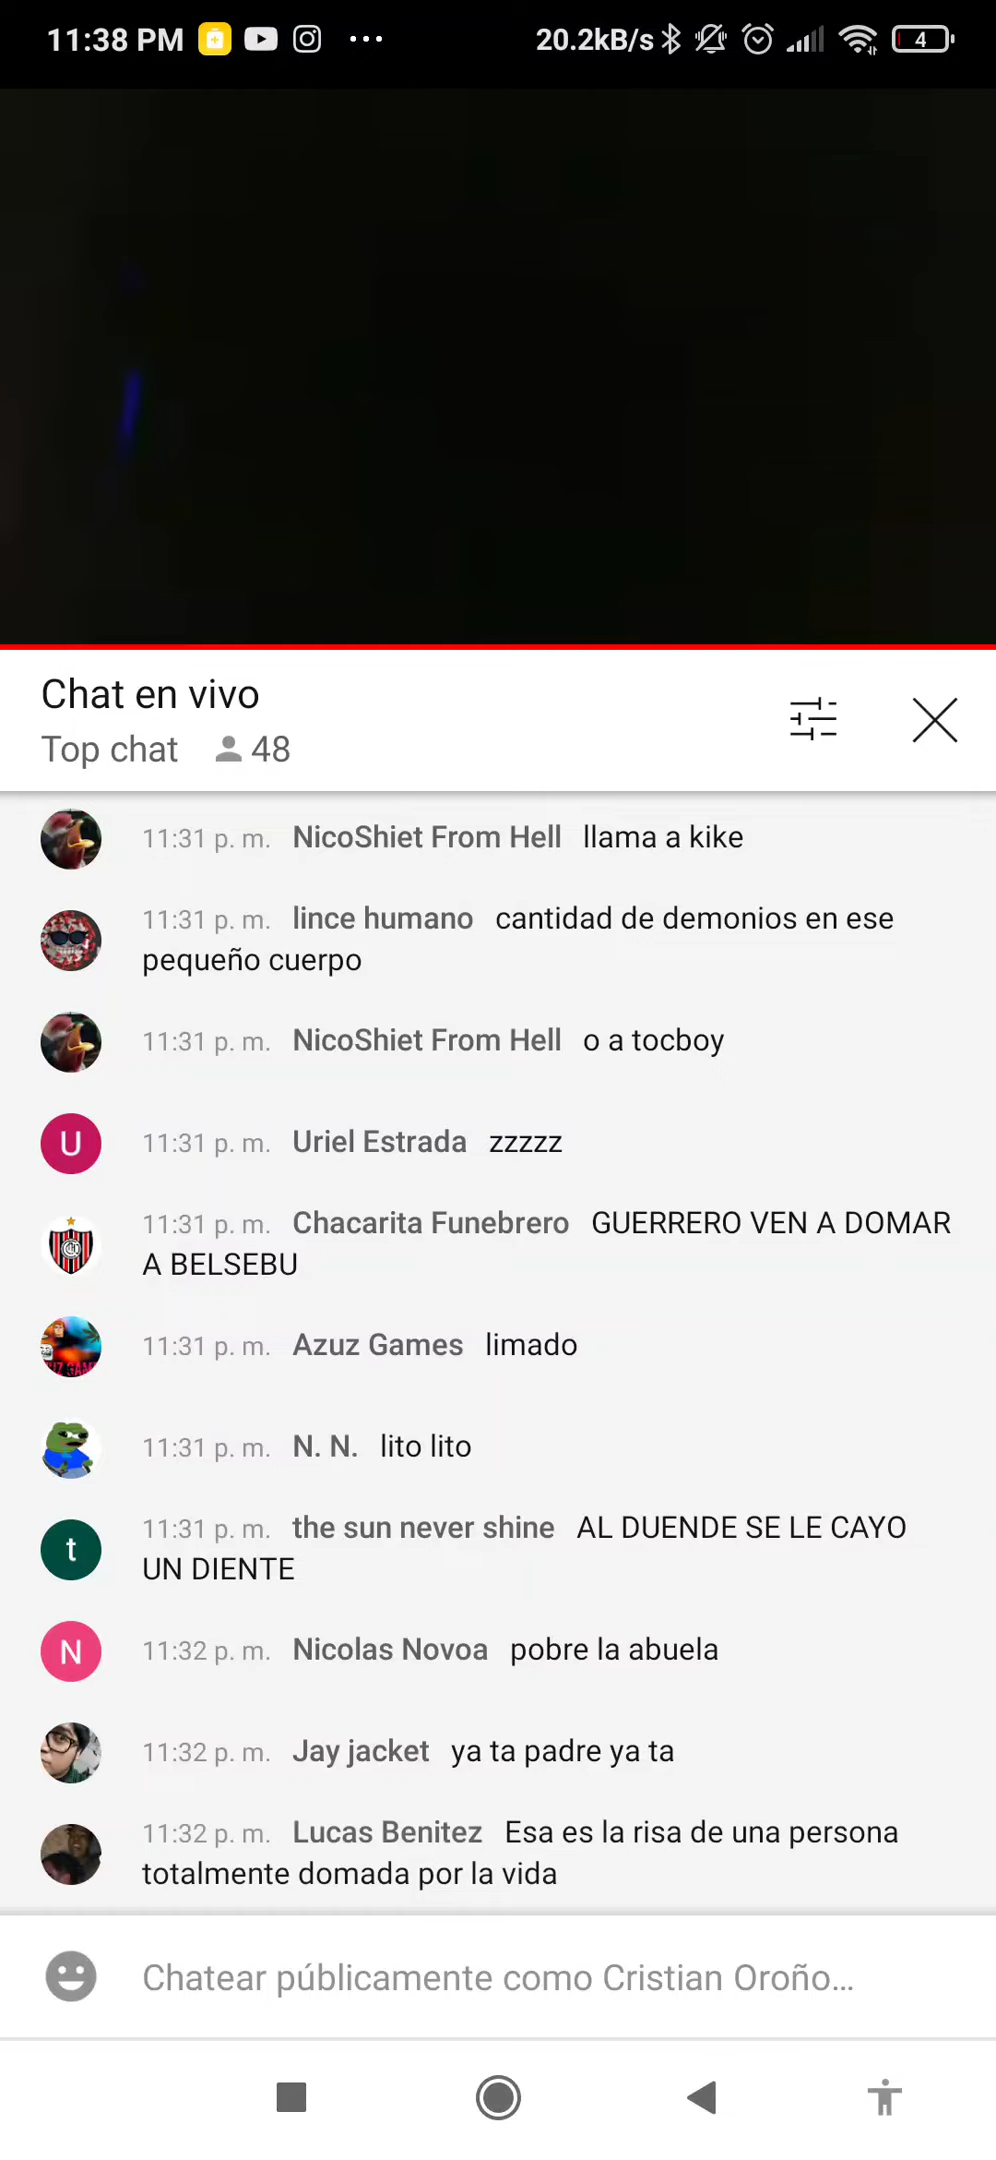 11:38 PM 20.2kB/s 4
Chat en vivo
Top chat 48
11:31 p. m. NicoShiet From Hell llama a kike
11:31 p. m. lince humano cantidad de demonios en ese
pequeño cuerpo
11:31 p. m. NicoShiet From Hell o a tocboy
U 11:31 p. m. Uriel Estrada zzzzz
11:31 p. m. Chacarita Funebrero GUERRERO VEN A DOMAR
A BELSEBU
11:31 p. m. Azuz Games limado
11:31 p. m. N. N. lito lito
t 11:31 p. m. the sun never shine AL DUENDE SE LE CAYO
UN DIENTE
N 11:32 p. m. Nicolas Novoa pobre la abuela
11:32 p. m. Jay jacket ya ta padre ya ta
11:32 p. m. Lucas Benitez Esa es la risa de una persona
totalmente domada por la vida
Chatear públicamente como Cristian Oroño...